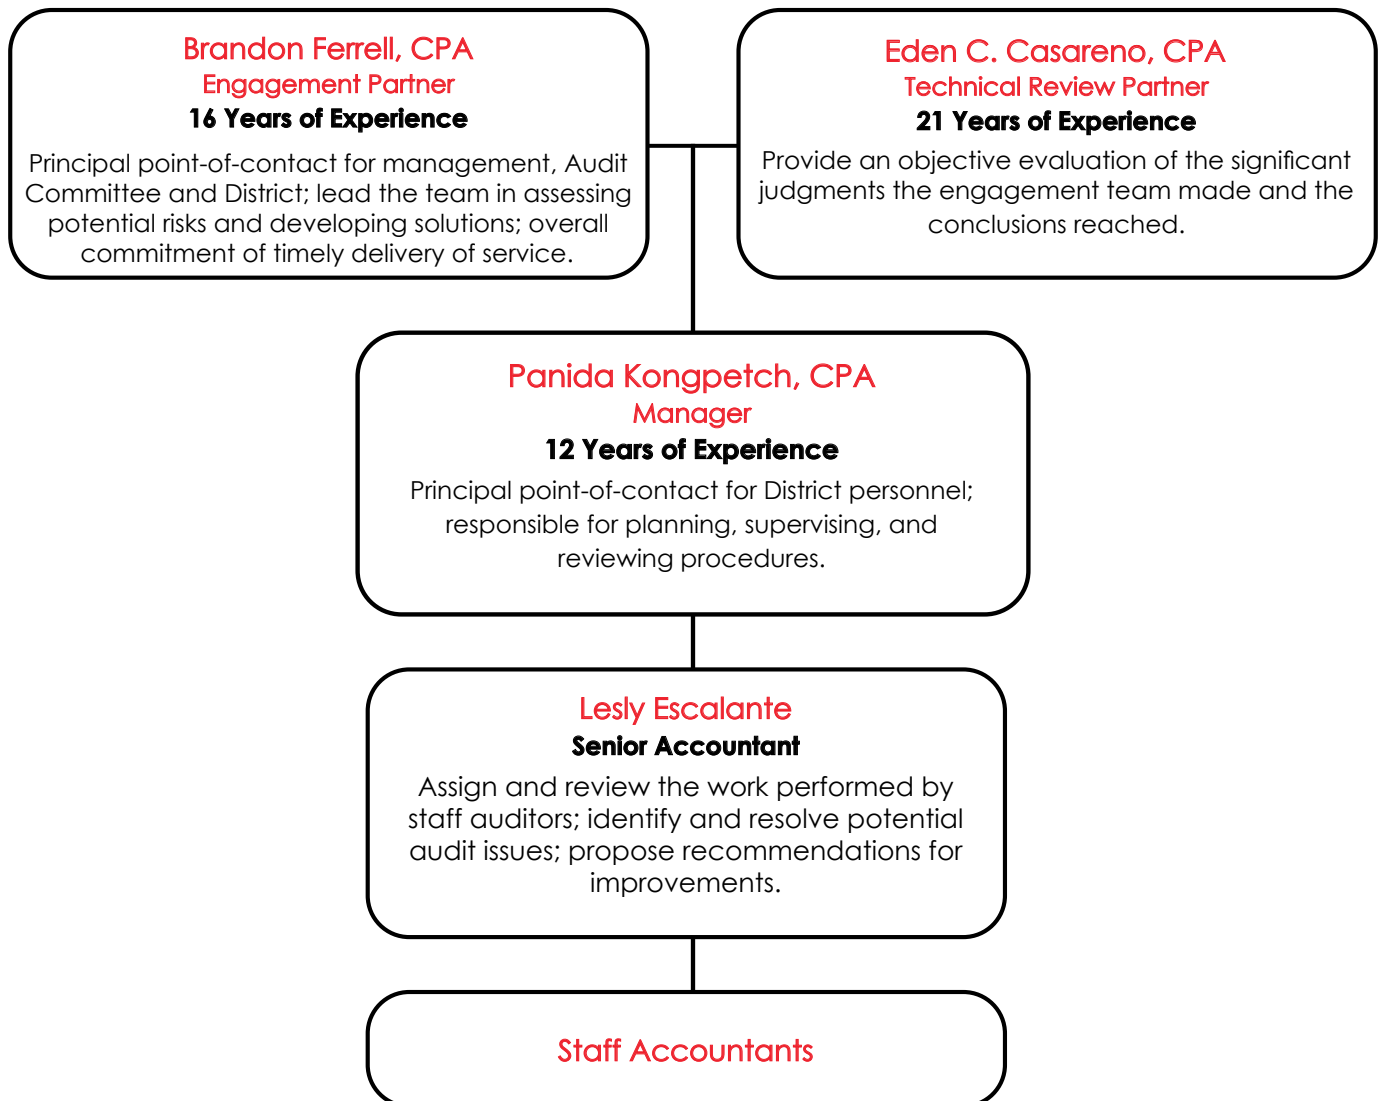 Brandon Ferrell, CPA
Engagement Partner
16 Years of Experience
Principal point-of-contact for management, Audit
Committee and District; lead the team in assessing
potential risks and developing solutions; overall
commitment of timely delivery of service.
Eden C. Casareno, CPA
Technical Review Partner
21 Years of Experience
Provide an objective evaluation of the significant
judgments the engagement team made and the
conclusions reached.
Panida Kongpetch, CPA
Manager
12 Years of Experience
Principal point-of-contact for District personnel;
responsible for planning, supervising, and
reviewing procedures.
Lesly Escalante
Senior Accountant
Assign and review the work performed by
staff auditors; identify and resolve potential
audit issues; propose recommendations for
improvements.
Staff Accountants